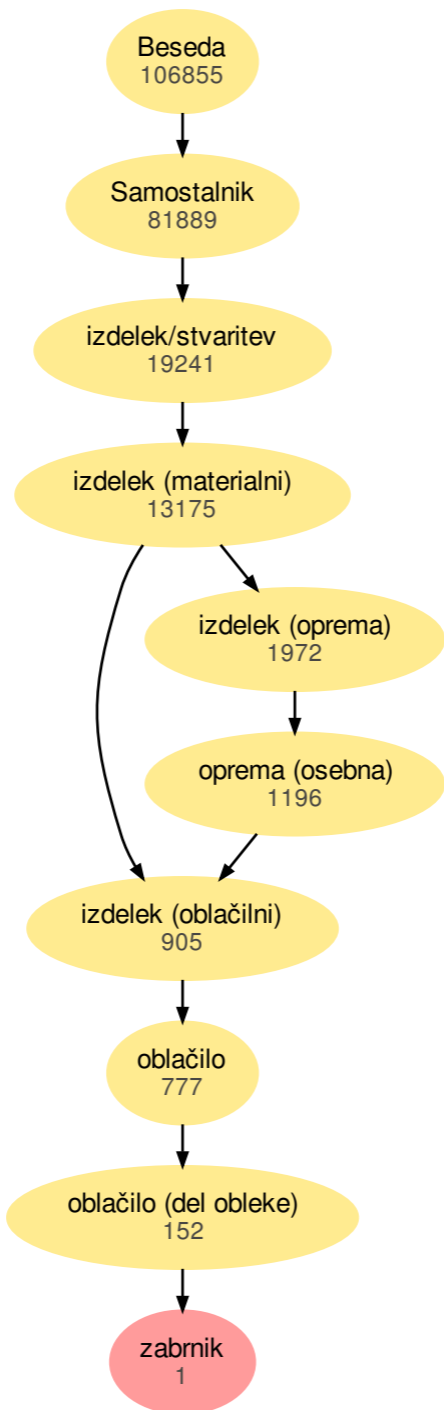 Beseda
106855
Samostalnik
81889
izdelek/stvaritev
19241
izdelek (materialni)
13175
izdelek (oprema)
1972
oprema (osebna)
1196
izdelek (oblačilni)
905
oblačilo
777
oblačilo (del obleke)
152
zabrnik
1